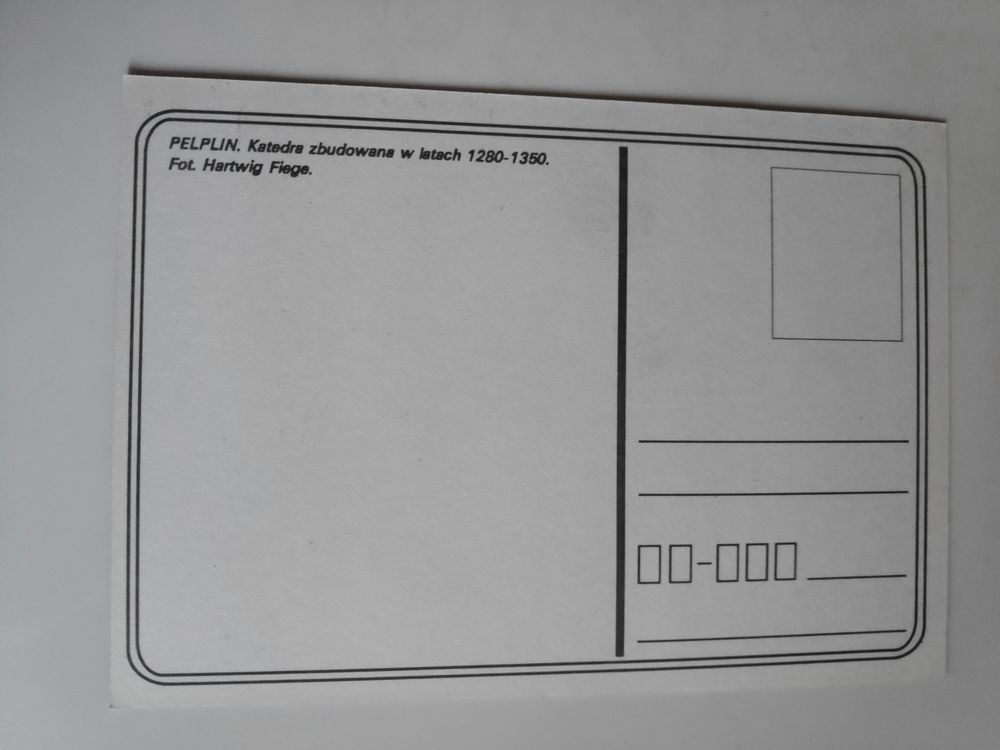 PELPLIN. Katedra zbudowana w latach 1280-1350.
Fot. Hartwig Fiege.